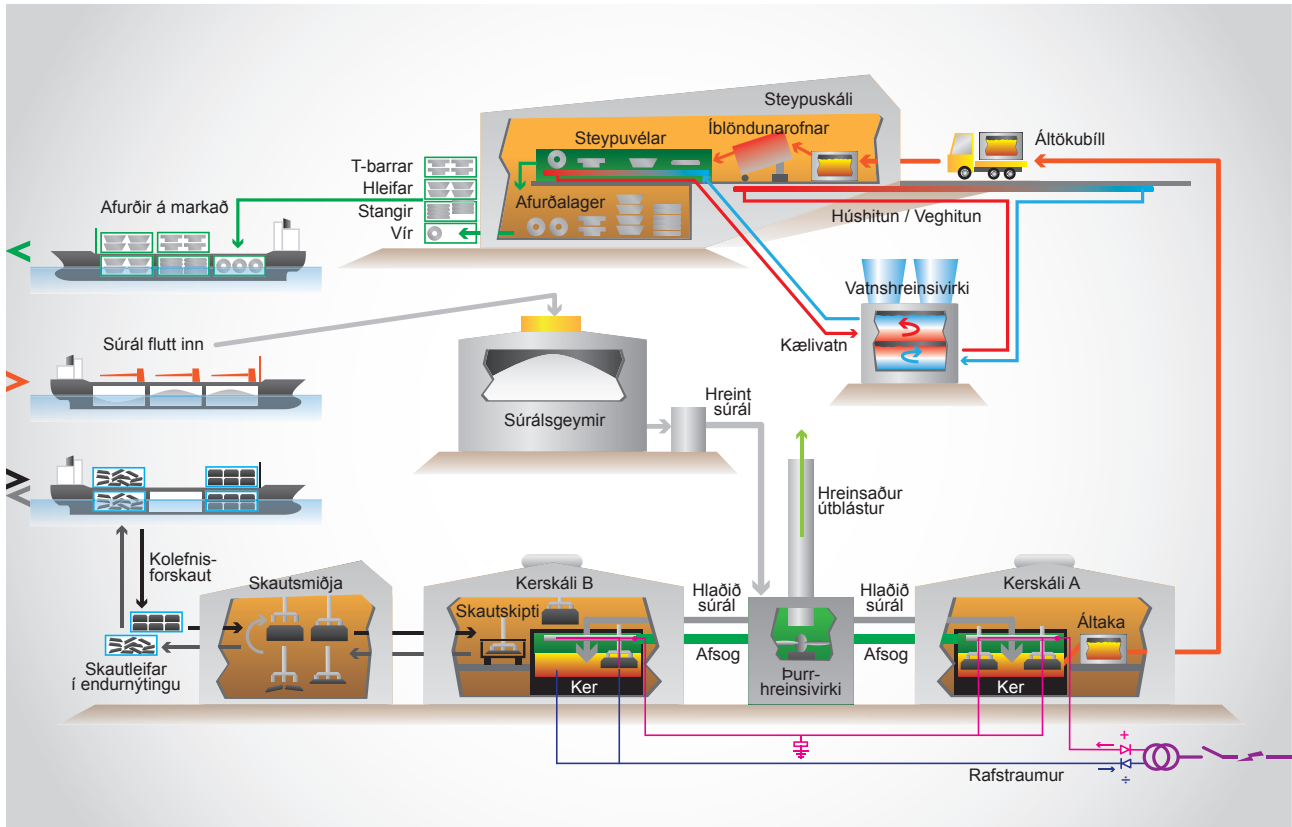 Steypuskáli
Steypuvélar
Íblöndunarofnar
Áltökubíll
T-barrar
Hleifar
Stangir
Vír
Afurðalager
Afurðir á markað
Húshitun / Veghitun
Vatnshreinsivirki
Kælivatn
Súrál flutt inn
Súrálsgeymir
Hreint
súrál
Hreinsaður
útblástur
Kolefnis-
forskaut
Skautsmiðja
Kerskáli B
Kerskáli A
Skautskipti
Hlaðið
súrál
Hlaðið
súrál
Áltaka
Afsog
Afsog
Skautleifar
í endurnýtingu
Ker
Þurr-
hreinsivirki
Ker
+
Rafstraumur
÷